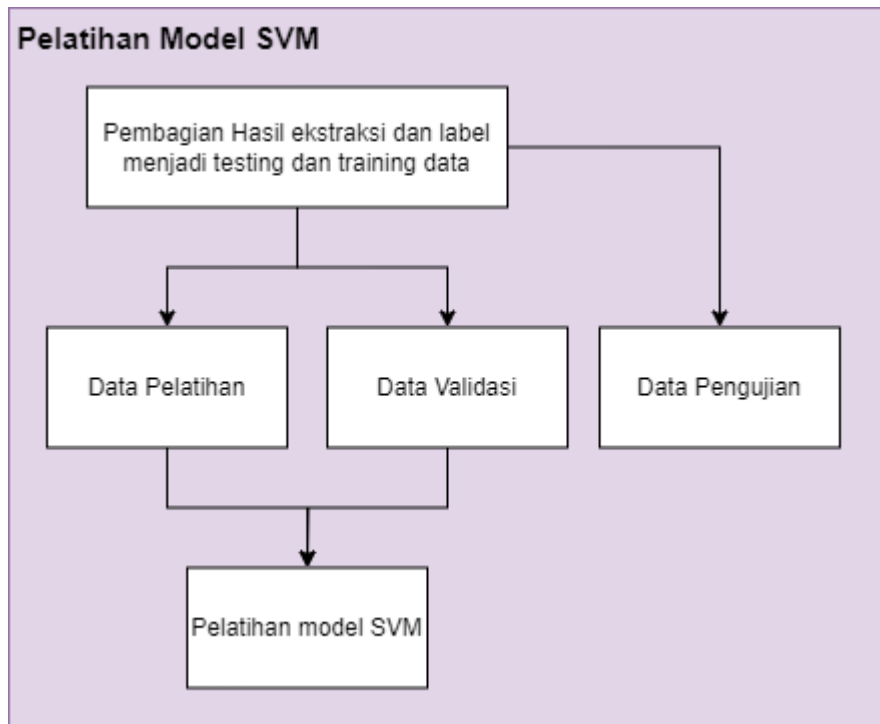 Pelatihan Model SVM
Pembagian Hasil ekstraksi dan label
menjadi testing dan training data
Data Pelatihan
Data Validasi
Data Pengujian
Pelatihan model SVM